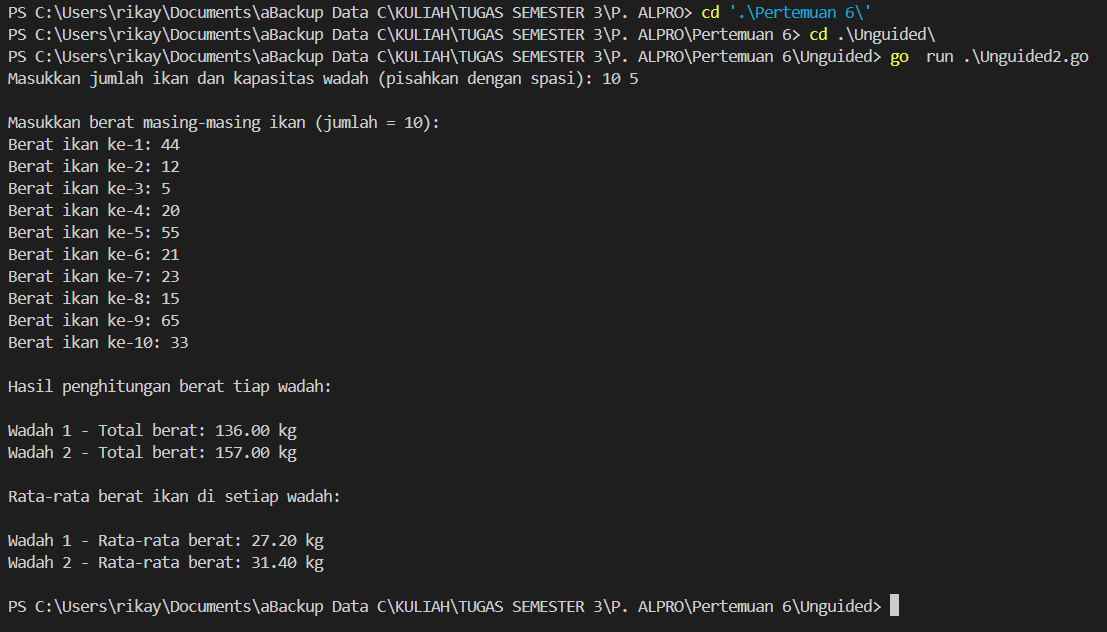 PS C:\Users\rikay\Documents\aBackup Data C\KULIAH\TUGAS SEMESTER 3\P. ALPRO> cd '.\Pertemuan 6\'
PS C:\Users\rikay\Documents\aBackup Data C\KULIAH\TUGAS SEMESTER 3\P. ALPRO\Pertemuan 6> cd .\Unguided\
PS C:\Users\rikay\Documents\aBackup Data C\KULIAH\TUGAS SEMESTER 3\P. ALPRO\Pertemuan 6\Unguided> go  run .\Unguided2.go
Masukkan jumlah ikan dan kapasitas wadah (pisahkan dengan spasi): 10 5
Masukkan berat masing-masing ikan (jumlah = 10):
Berat ikan ke-1: 44
Berat ikan ke-2: 12
Berat ikan ke-3: 5
Berat ikan ke-4: 20
Berat ikan ke-5: 55
Berat ikan ke-6: 21
Berat ikan ke-7: 23
Berat ikan ke-8: 15
Berat ikan ke-9: 65
Berat ikan ke-10: 33
Hasil penghitungan berat tiap wadah:
Wadah 1 - Total berat: 136.00 kg
Wadah 2 - Total berat: 157.00 kg
Rata-rata berat ikan di setiap wadah:
Wadah 1 - Rata-rata berat: 27.20 kg
Wadah 2 - Rata-rata berat: 31.40 kg
PS C:\Users\rikay\Documents\aBackup Data C\KULIAH\TUGAS SEMESTER 3\P. ALPRO\Pertemuan 6\Unguided>